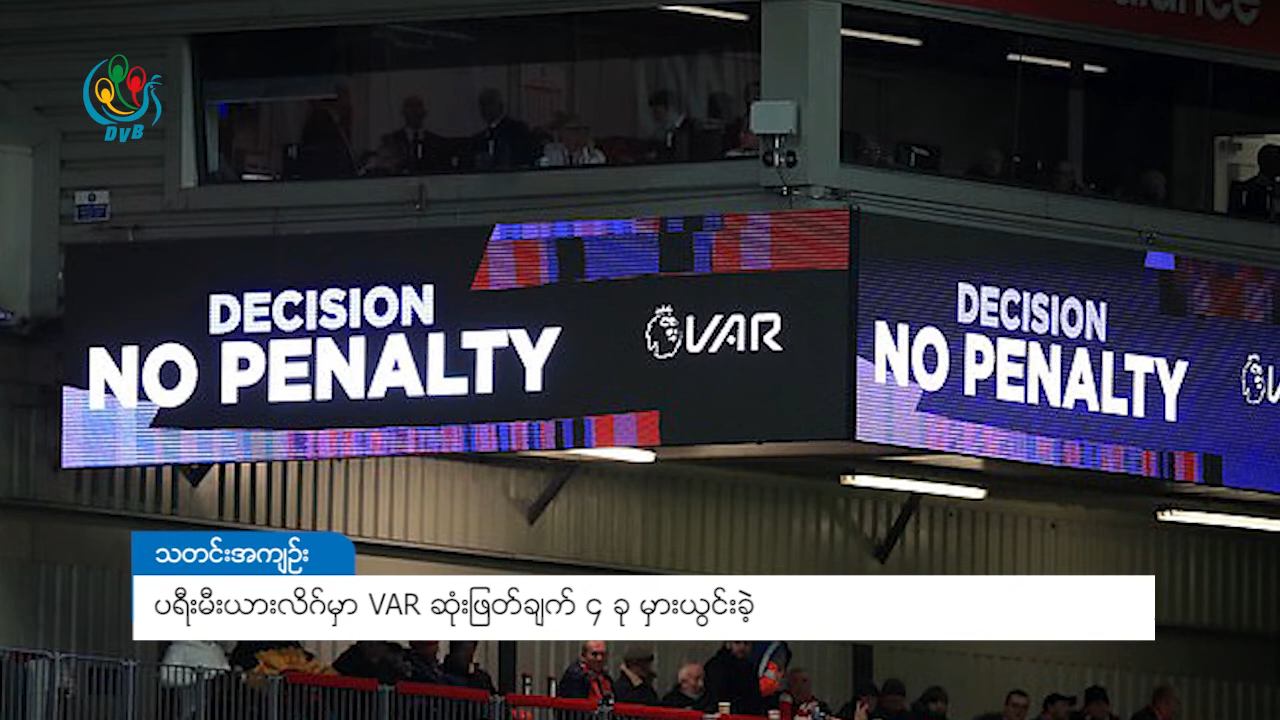 DVB
DECISION
NO PENALTY
VAR
DECISION
NO PENALTY
သတင်းအကျဉ်း
ပရီးမီးယားလိဂ်မှာ VAR ဆုံးဖြတ်ချက် ၄ ခု မှားယွင်းခဲ့